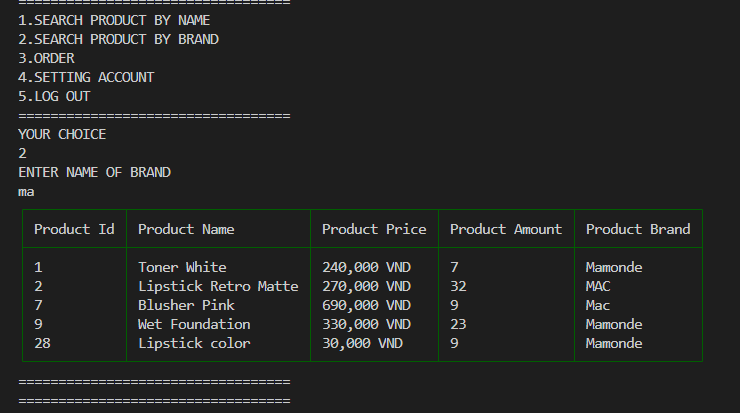 ==================================
1.SEARCH PRODUCT BY NAME
2.SEARCH PRODUCT BY BRAND
3.ORDER
4.SETTING ACCOUNT
5.LOG OUT
==================================
YOUR CHOICE
2
ENTER NAME OF BRAND
ma
Product Id Product Name Product Price Product Amount Product Brand
1 Toner White 240,000 VND 7 Mamonde
2 Lipstick Retro Matte 270,000 VND 32 MAC
7 Blusher Pink 690,000 VND 9 Mac
9 Wet Foundation 330,000 VND 23 Mamonde
28 Lipstick color 30,000 VND 9 Mamonde
==================================
==================================